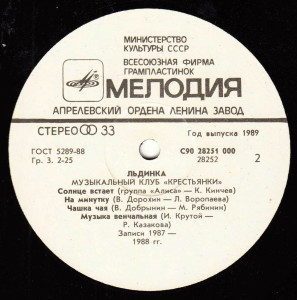 МИНИСТЕРСТВО
КУЛЬТУРЫ СССР
ВСЕСОЮЗНАЯ ФИРМА
ГРАМПЛАСТИНОК
МЕЛОДИЯ
АПРЕЛЕВСКИЙ ОРДЕНА ЛЕНИНА ЗАВОД
СТЕРЕО 33
Год выпуска 1989
ГОСТ 5289-88
С90 28251 000
Гр. 3. 2-25
28252
2
ЛЬДИНКА
МУЗЫКАЛЬНЫЙ КЛУБ «КРЕСТЬЯНКИ»
Солнце встает (группа «Алиса» — К. Кинчев)
На минутку (В. Дорохин — Л. Воропаева)
Чашка чая (В. Добрынин — М. Рябинин)
Музыка венчальная (И. Крутой —
Р. Казакова)
Записи 1987 —
1988 гг.